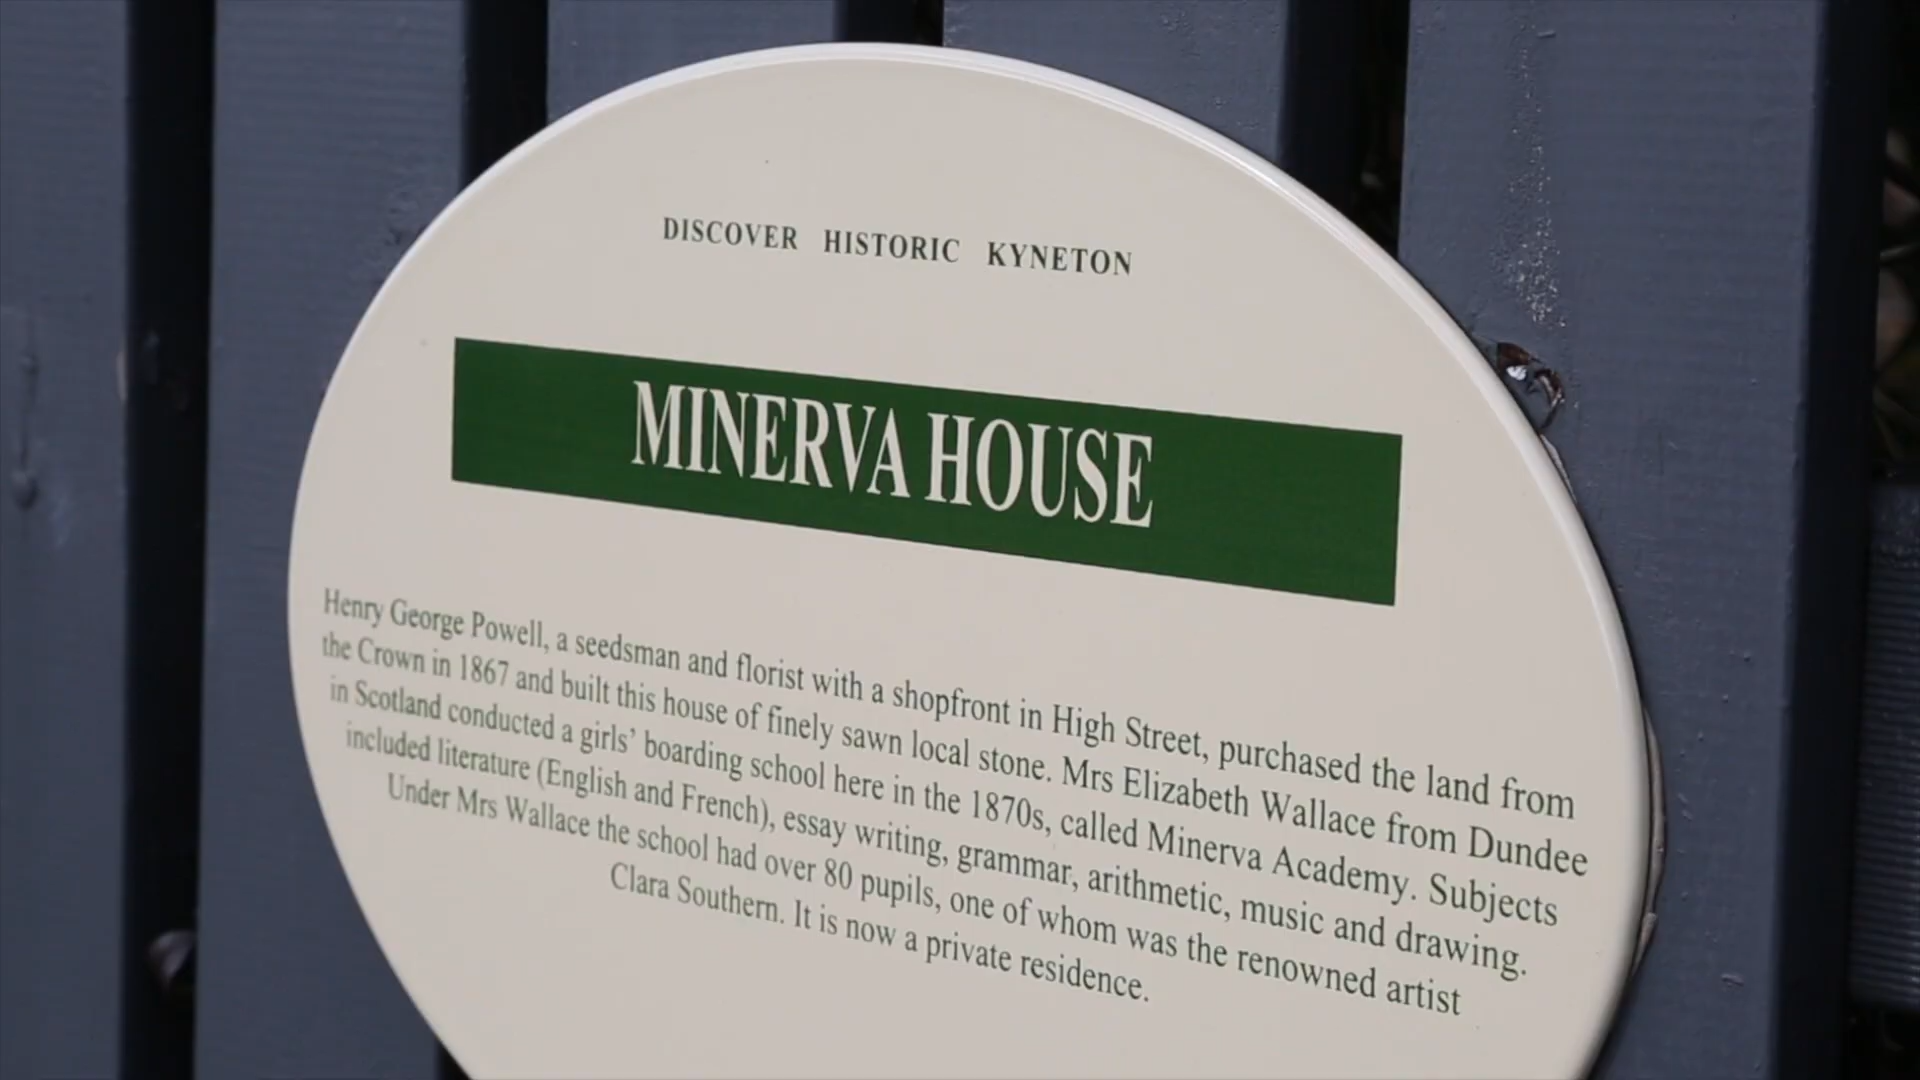 DISCOVER HISTORIC KYNETON
MINERVA HOUSE
Henry George Powell, a seedsman and florist with a shopfront in High Street, purchased the land from
the Crown in 1867 and built this house of finely sawn local stone. Mrs Elizabeth Wallace from Dundee
in Scotland conducted a girls' boarding school here in the 1870s, called Minerva Academy. Subjects
included literature (English and French), essay writing, grammar, arithmetic, music and drawing.
Under Mrs Wallace the school had over 80 pupils, one of whom was the renowned artist
Clara Southern. It is now a private residence.